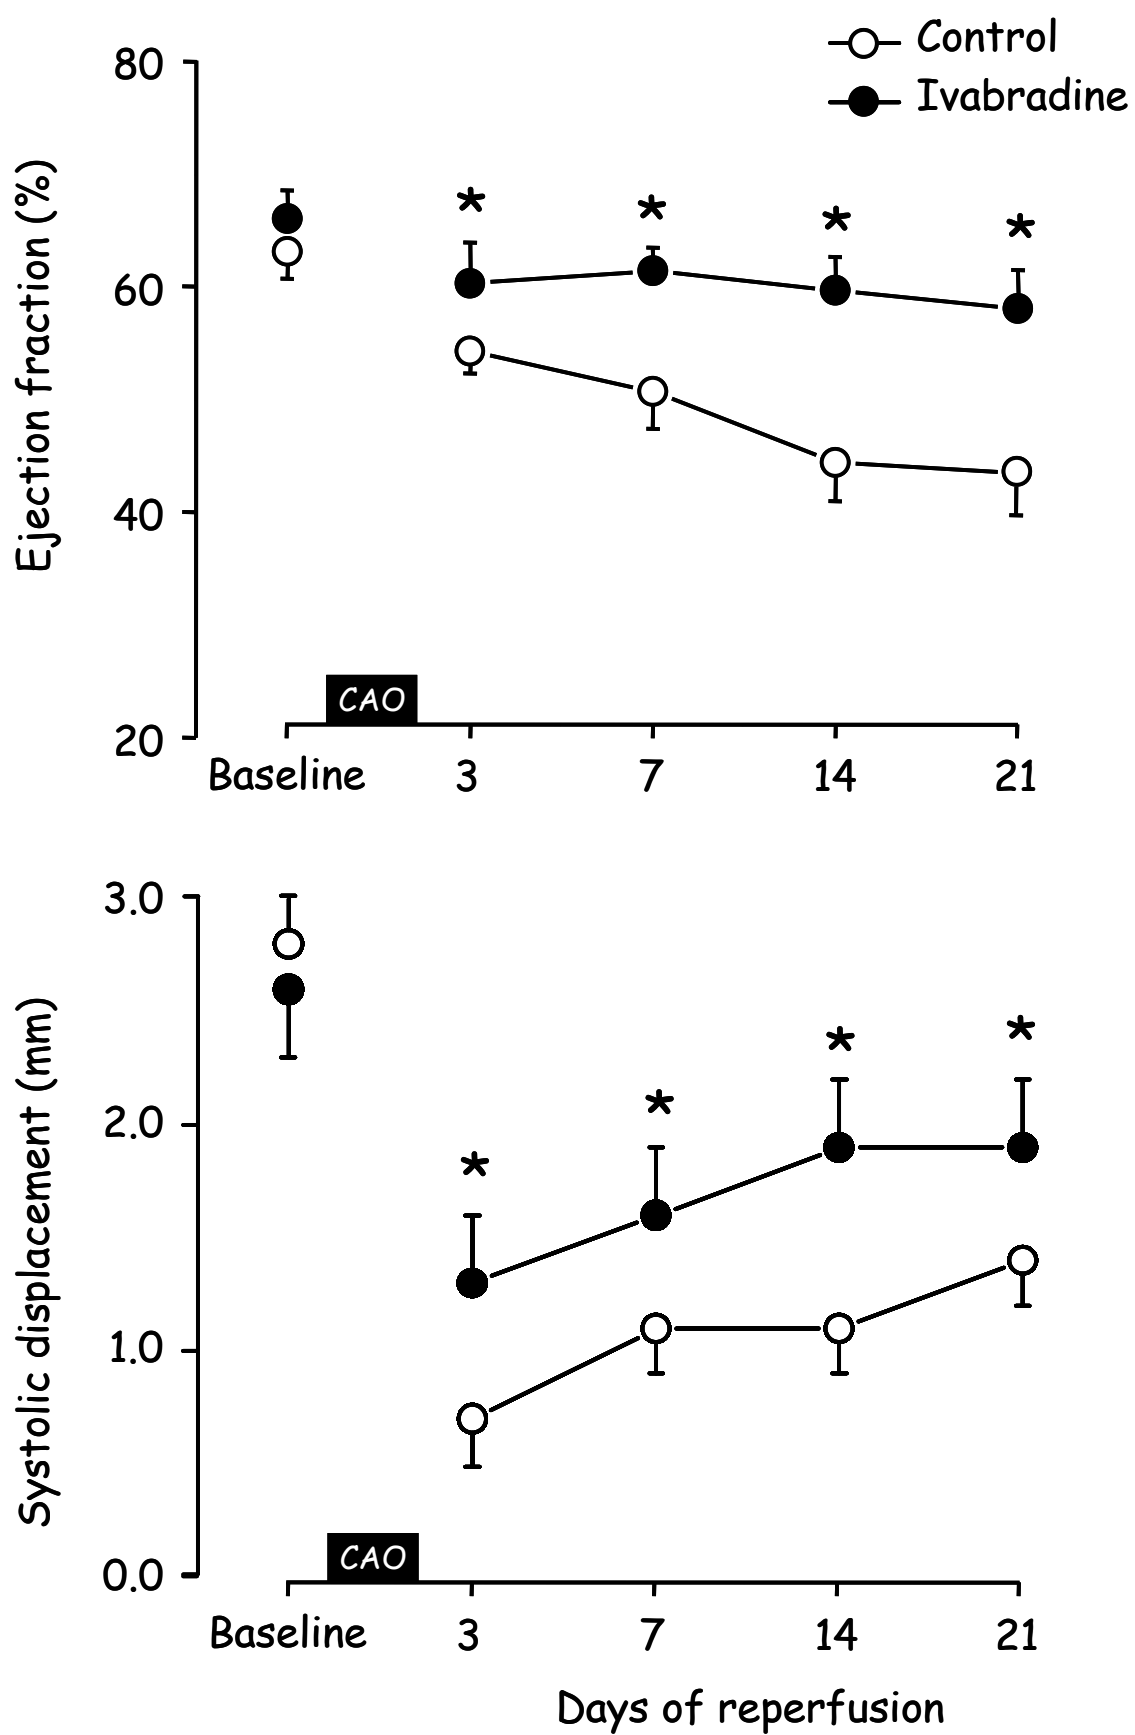 Control
Ivabradine
Ejection fraction (%)
80
60
40
20
* * * *
CAO
Baseline 3 7 14 21
Systolic displacement (mm)
3.0
2.0
1.0
0.0
* * * *
CAO
Baseline 3 7 14 21
Days of reperfusion